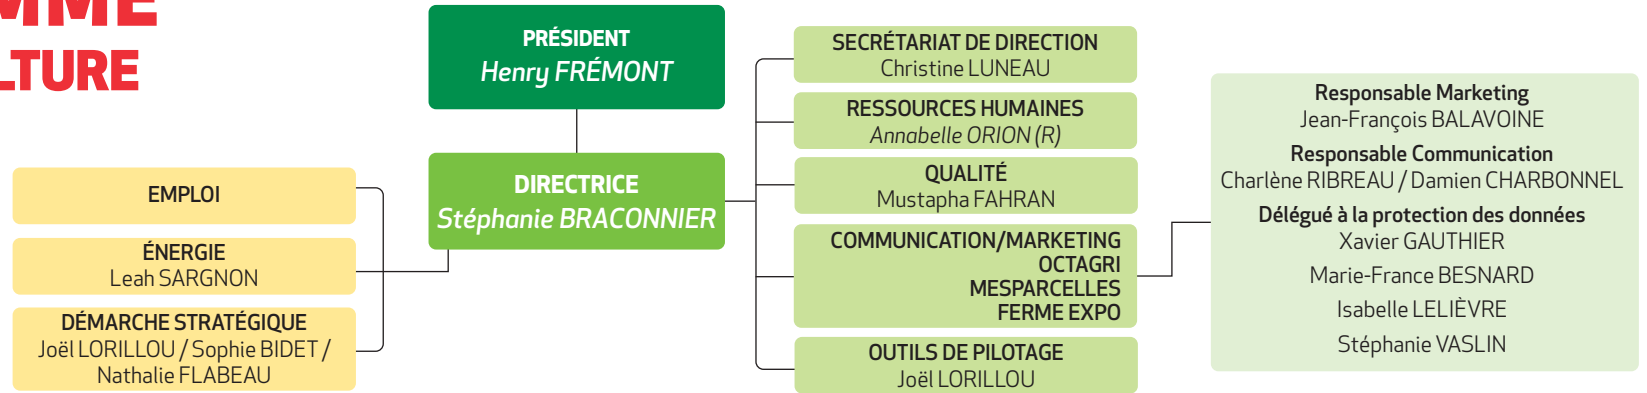 PRÉSIDENT
Henry FRÉMONT
DIRECTRICE
Stéphanie BRACONNIER
EMPLOI
ÉNERGIE
Leah SARGNON
DÉMARCHE STRATÉGIQUE
Joël LORILLOU / Sophie BIDET /
Nathalie FLABEAU
SECRÉTARIAT DE DIRECTION
Christine LUNEAU
RESSOURCES HUMAINES
Annabelle ORION (R)
QUALITÉ
Mustapha FAHRAN
COMMUNICATION/MARKETING
OCTAGRI
MESPARCELLES
FERME EXPO
OUTILS DE PILOTAGE
Joël LORILLOU
Responsable Marketing
Jean-François BALAVOINE
Responsable Communication
Charlène RIBREAU / Damien CHARBONNEL
Délégué à la protection des données
Xavier GAUTHIER
Marie-France BESNARD
Isabelle LELIÈVRE
Stéphanie VASLIN